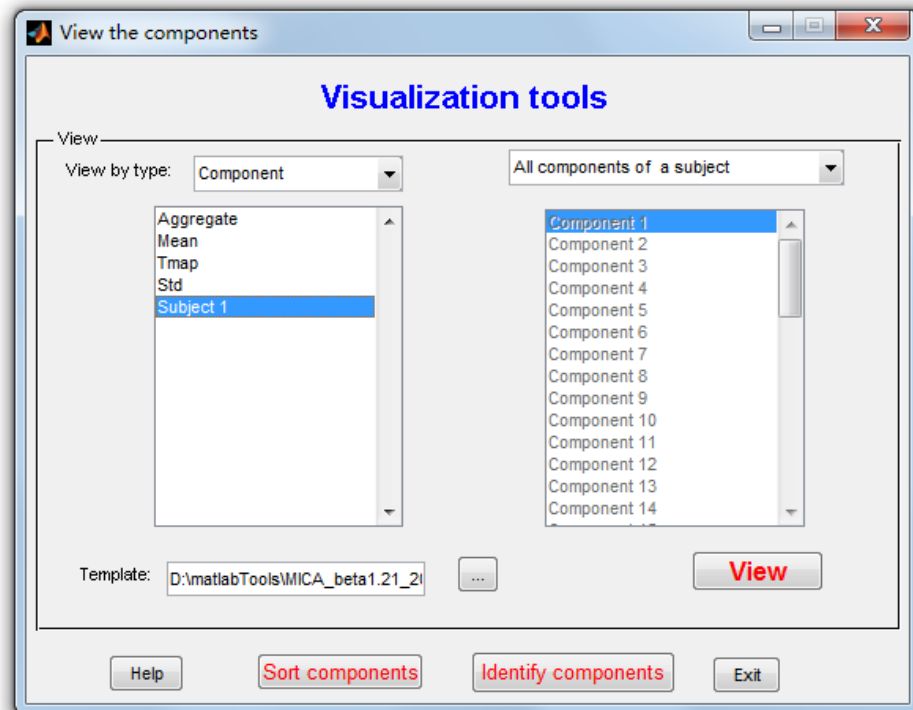 View the components
Visualization tools
View
View by type:
Component
All components of a subject
Aggregate
Mean
Tmap
Std
Subject 1
Component 1
Component 2
Component 3
Component 4
Component 5
Component 6
Component 7
Component 8
Component 9
Component 10
Component 11
Component 12
Component 13
Component 14
Template:
D:\matlabTools\MICA_beta1.21_2(
...
View
Help
Sort components
Identify components
Exit